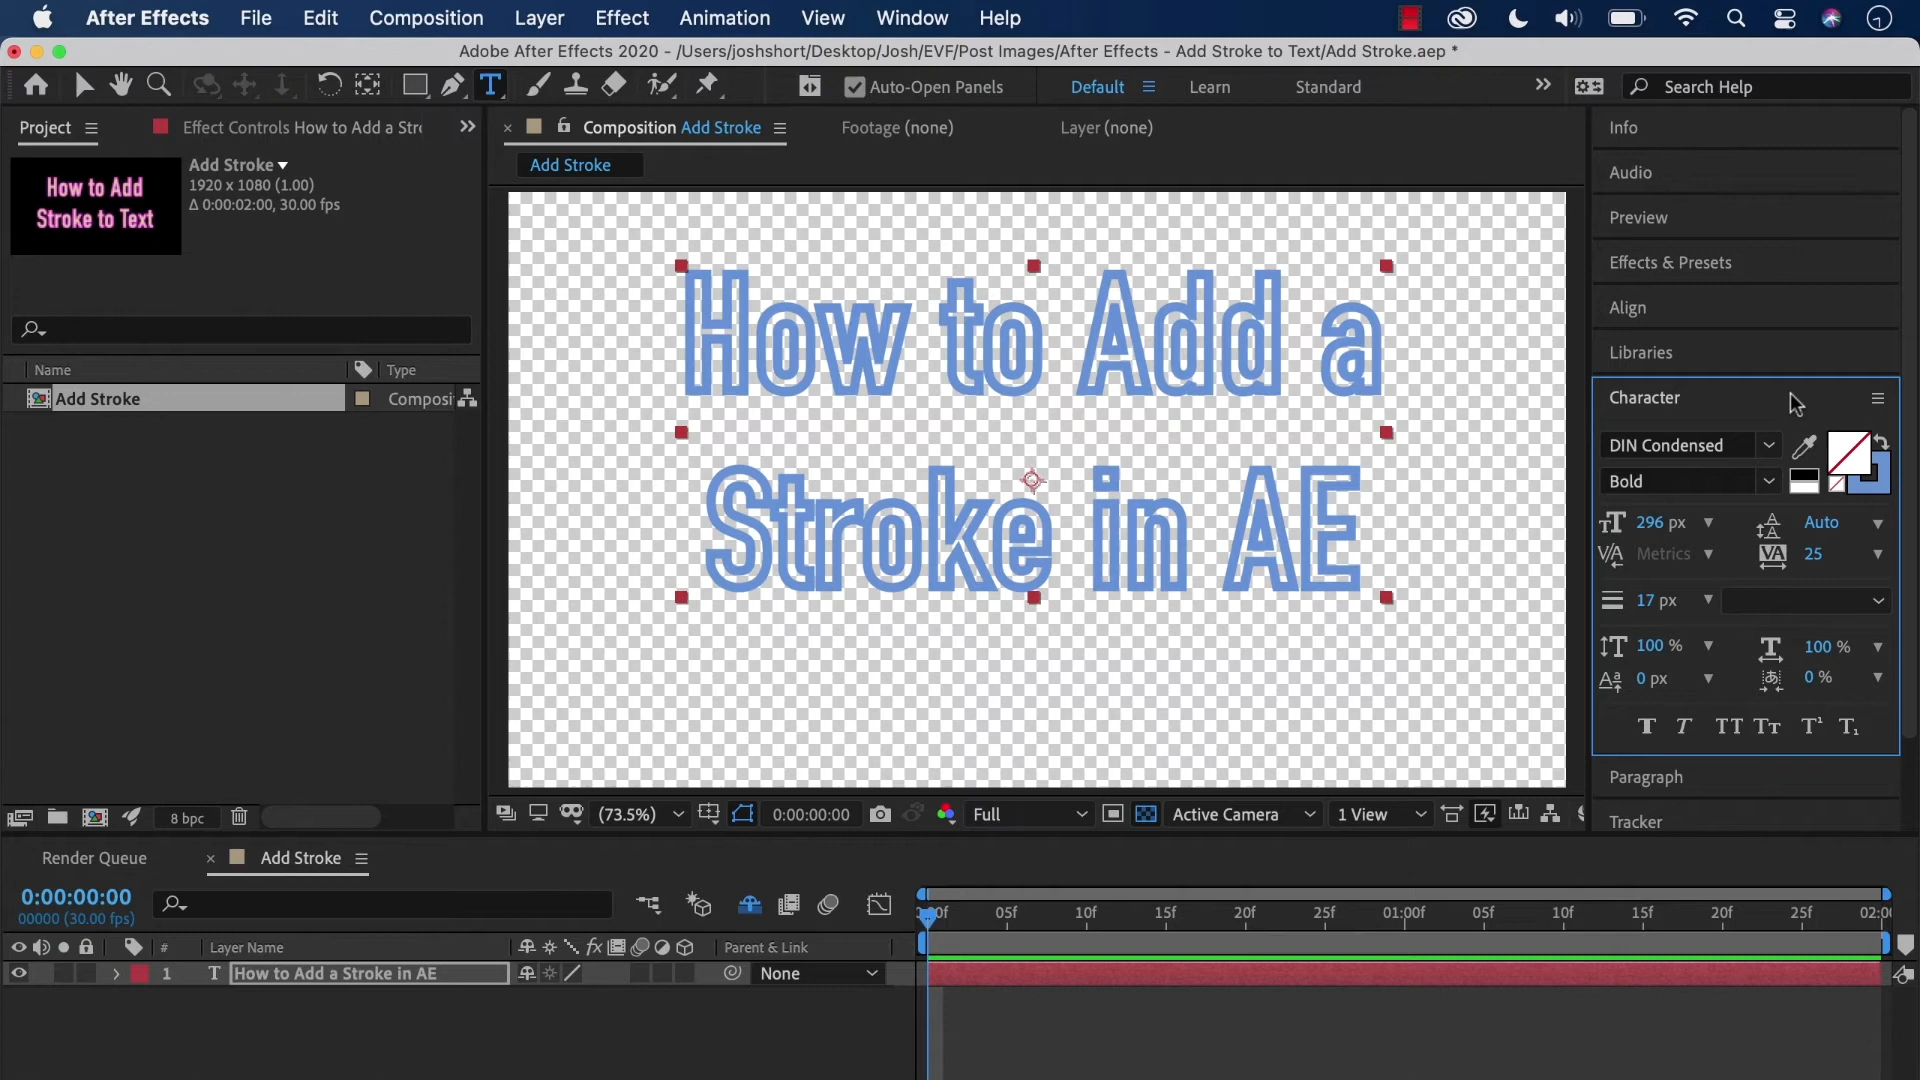 After Effects File Edit Composition Layer Effect Animation View Window Help
Adobe After Effects 2020 - /Users/joshshort/Desktop/Josh/EVF/Post Images/After Effects - Add Stroke to Text/Add Stroke.aep *
T Auto-Open Panels Default Learn Standard Search Help
Project Effect Controls How to Add a Stro
× Composition Add Stroke Footage (none) Layer (none)
Add Stroke
How to Add
Stroke to Text
Add Stroke
1920 x 1080 (1.00)
Δ 0:00:02:00, 30.00 fps
Name Type
Add Stroke Composi
How to Add a
Stroke in AE
Info
Audio
Preview
Effects & Presets
Align
Libraries
Character
DIN Condensed
Bold
296 px Auto
Metrics 25
17 px
100 % 100 %
0 px 0 %
T T TT Tt T¹ T₁
Paragraph
Tracker
8 bpc
(73.5%) 0:00:00:00 Full Active Camera 1 View
Render Queue × Add Stroke
0:00:00:00
00000 (30.00 fps)
05f 10f 15f 20f 25f 01:00f 05f 10f 15f 20f 25f
# Layer Name fx Parent & Link
1 T How to Add a Stroke in AE None